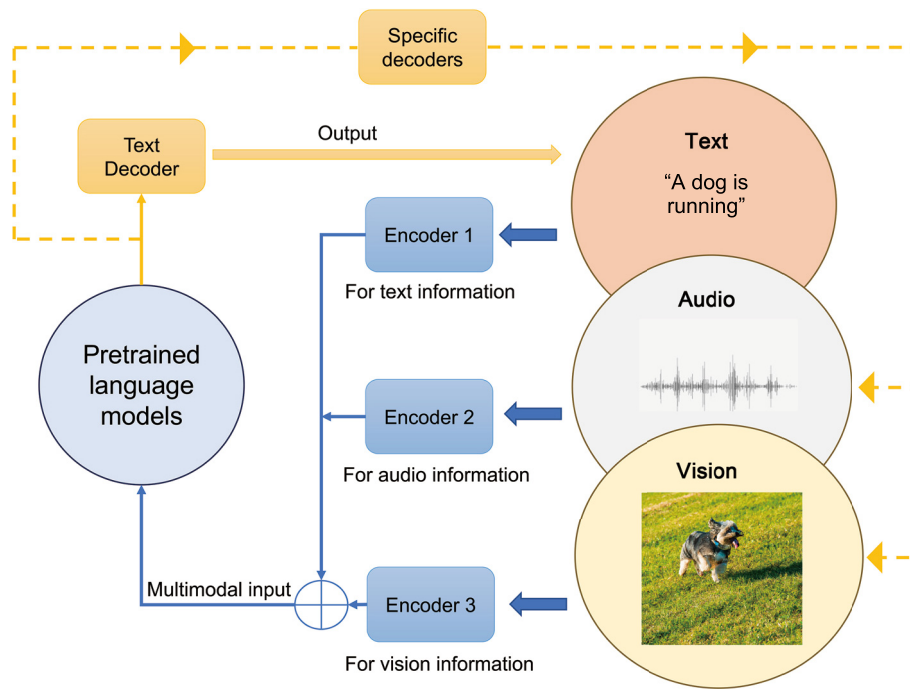 Specific
decoders
Text
Decoder
Output
Text
“A dog is
running”
Encoder 1
For text information
Audio
Pretrained
language
models
Encoder 2
For audio information
Vision
Multimodal input
Encoder 3
For vision information